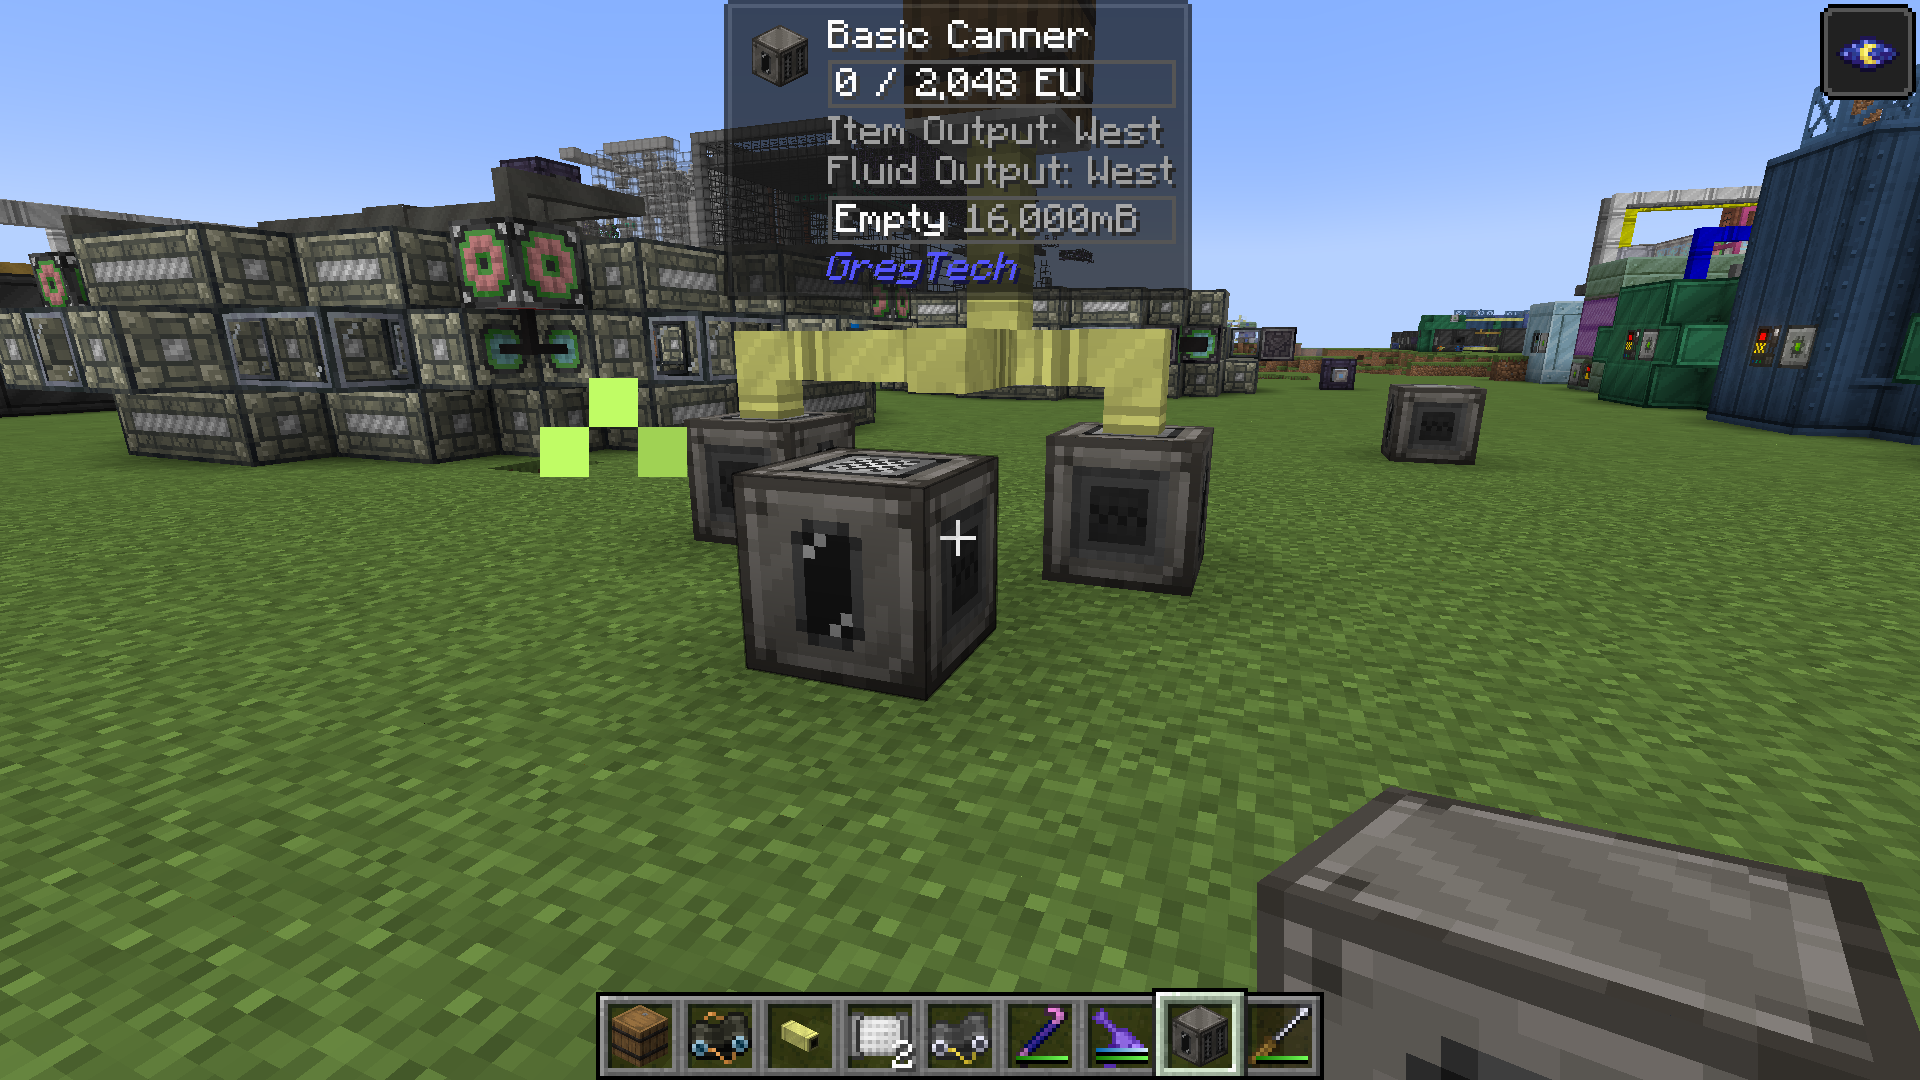 Basic Canner
0 / 2,048 EU
Item Output: West
Fluid Output: West
Empty 16,000mB
GregTech
2